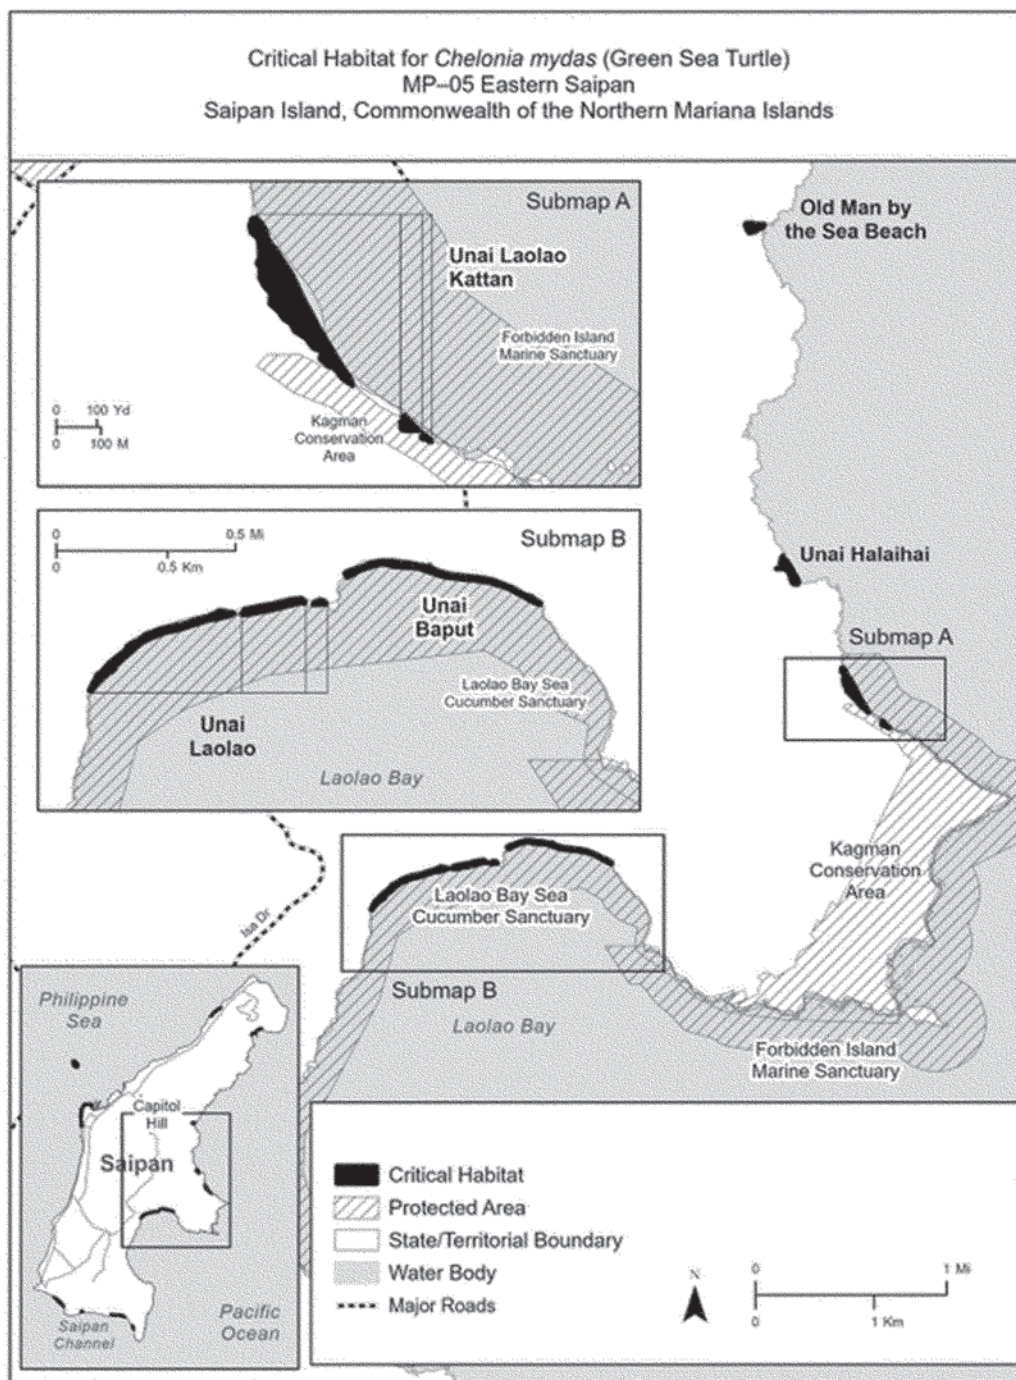 Critical Habitat for Chelonia mydas (Green Sea Turtle)
MP–05 Eastern Saipan
Saipan Island, Commonwealth of the Northern Mariana Islands
Submap A
Unai Laolao
Kattan
Forbidden Island
Marine Sanctuary
Kagman
Conservation
Area
0 100 Yd
0 100 M
Old Man by
the Sea Beach
Unai Halaihai
Submap A
Submap B
0 0.5 Mi
0 0.5 Km
Unai
Baput
Laolao Bay Sea
Cucumber Sanctuary
Unai
Laolao
Laolao Bay
Kagman
Conservation
Area
Laolao Bay Sea
Cucumber Sanctuary
Isa Dr
Submap B
Laolao Bay
Forbidden Island
Marine Sanctuary
Philippine
Sea
Capitol
Hill
Saipan
Saipan
Channel
Pacific
Ocean
Critical Habitat
Protected Area
State/Territorial Boundary
Water Body
Major Roads
N
0 1 Mi
0 1 Km